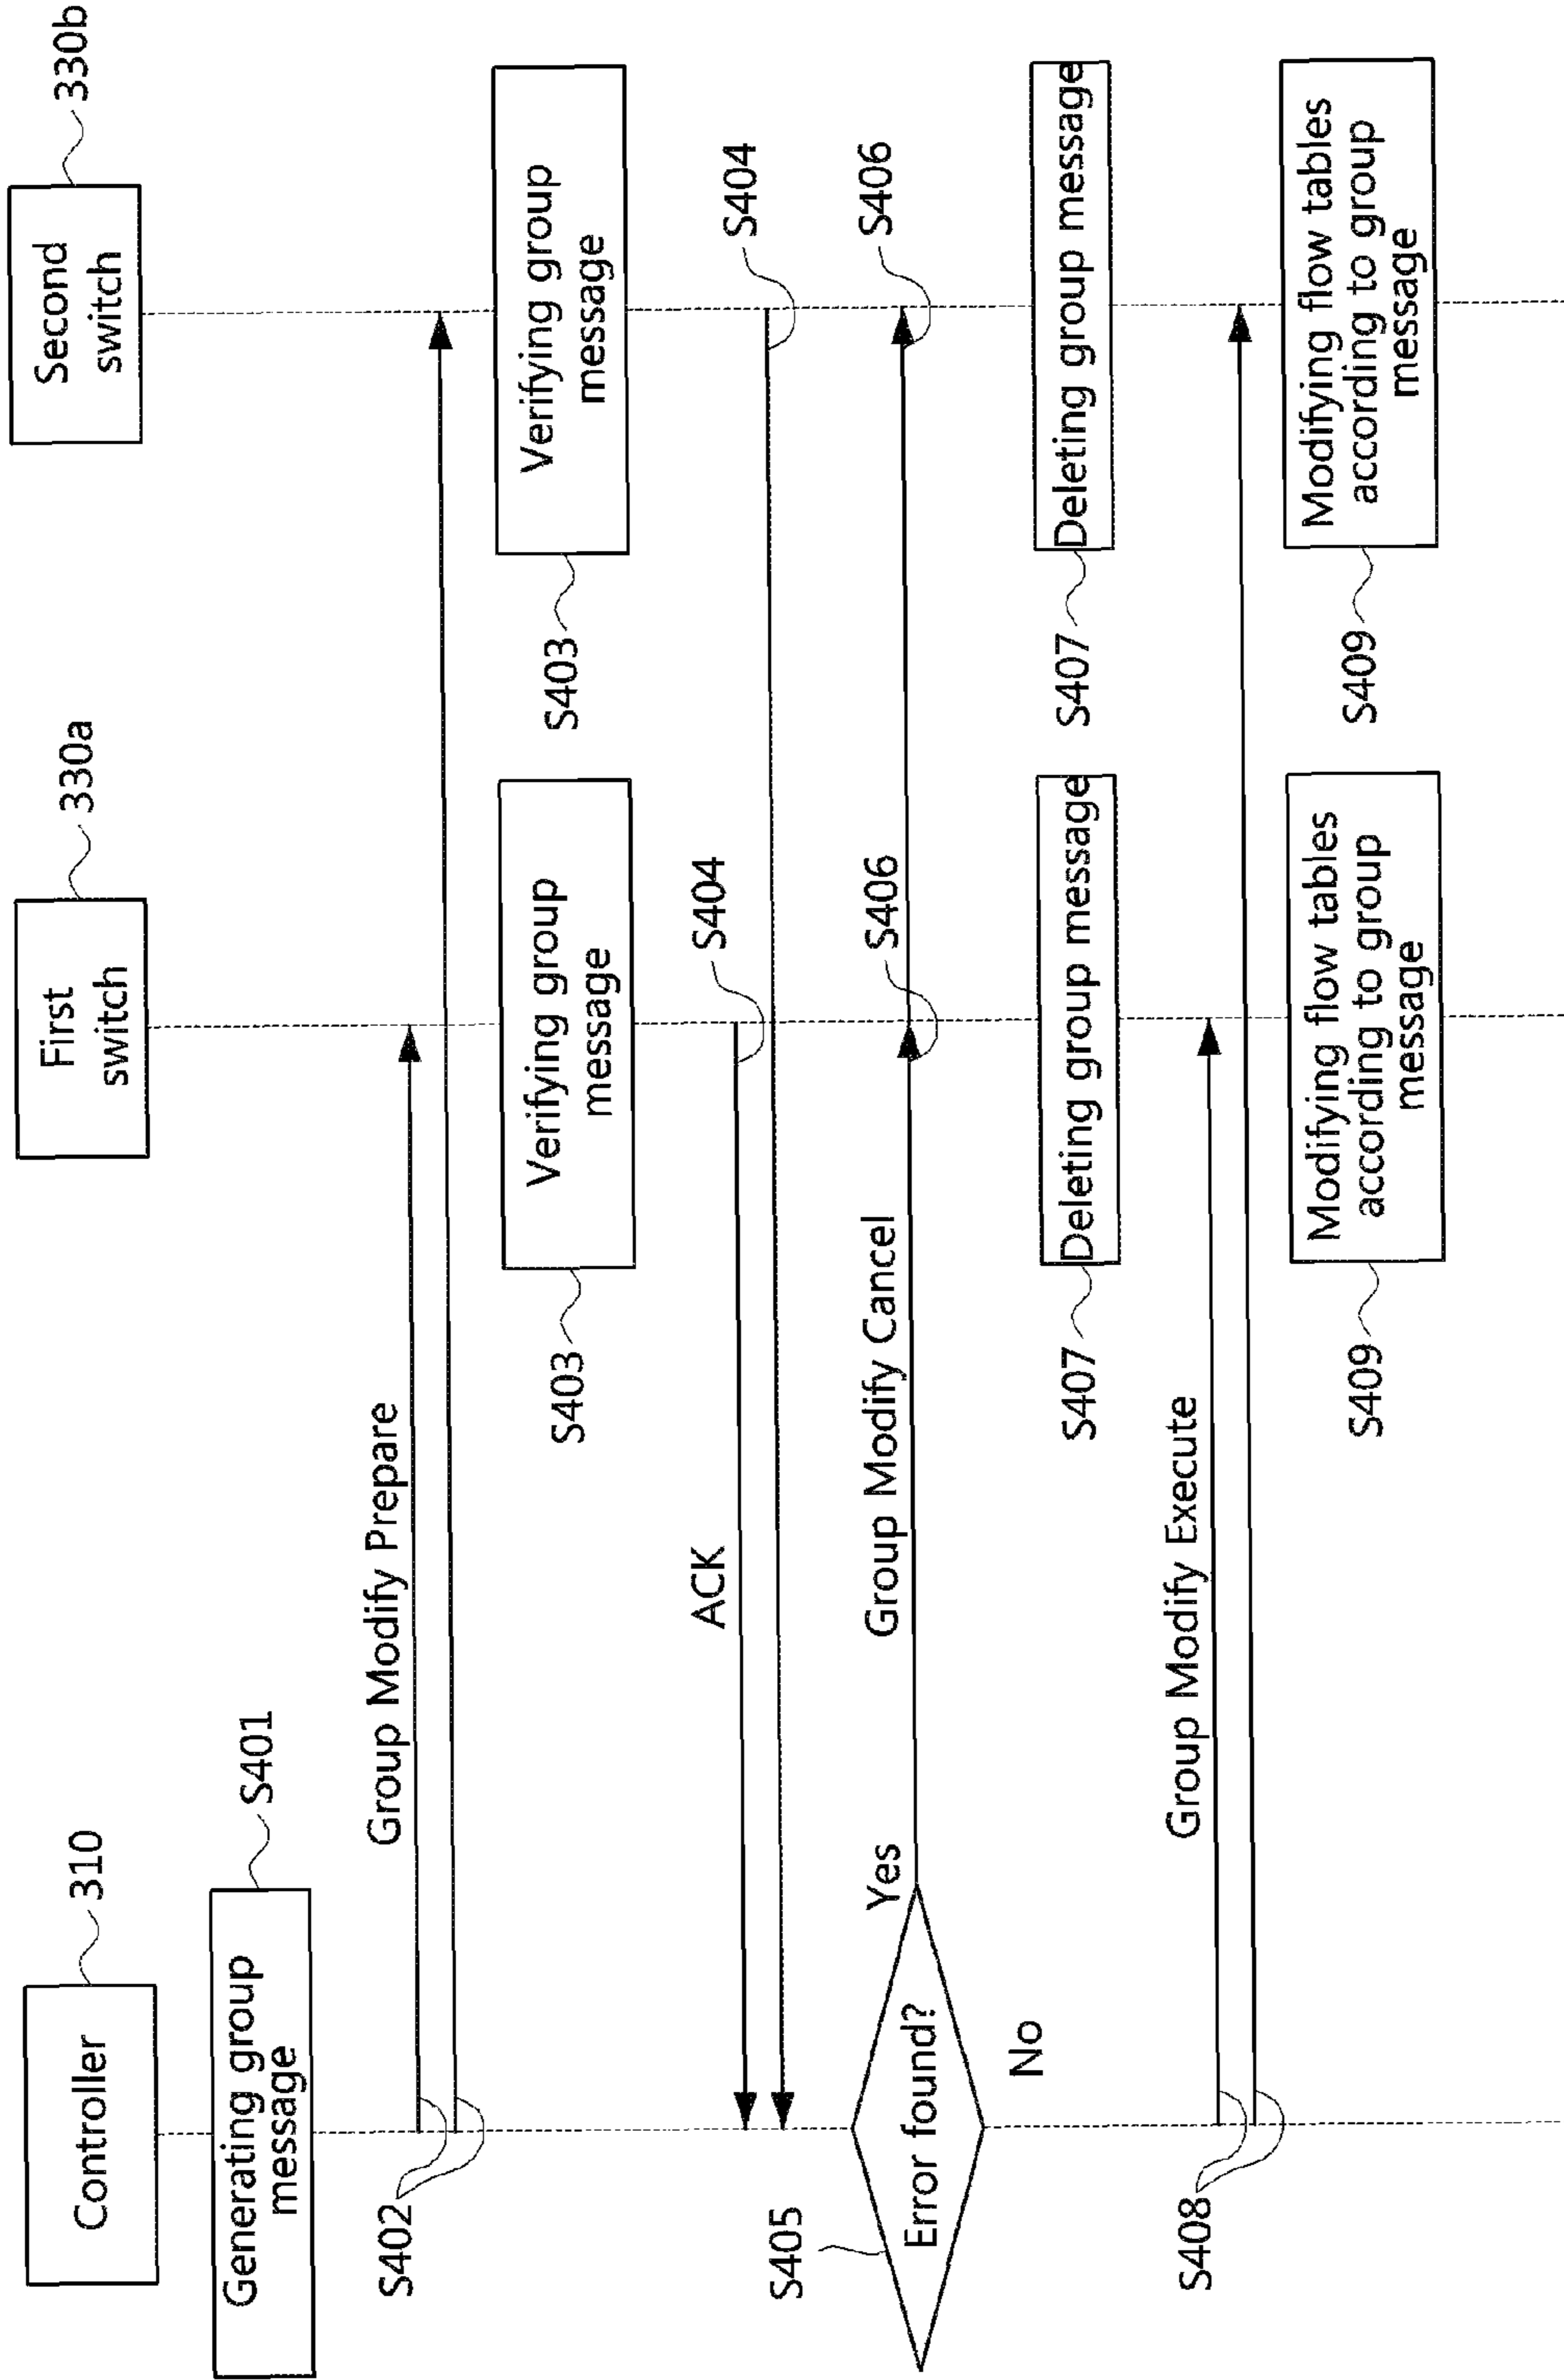 Controller
310
First
switch
330a
Second
switch
330b
Generating group
message
S401
S402
Group Modify Prepare
S403
Verifying group
message
S403
Verifying group
message
ACK
S404
S404
S405
Error found?
Yes
No
Group Modify Cancel
S406
S406
S407
Deleting group message
S407
Deleting group message
S408
Group Modify Execute
S409
Modifying flow tables
according to group
message
S409
Modifying flow tables
according to group
message